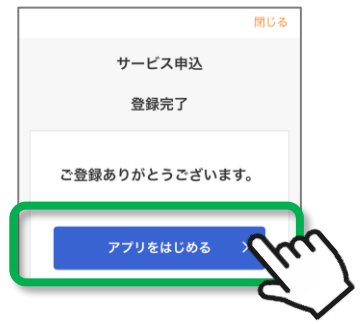 閉じる
サービス申込
登録完了
ご登録ありがとうございます。
アプリをはじめる